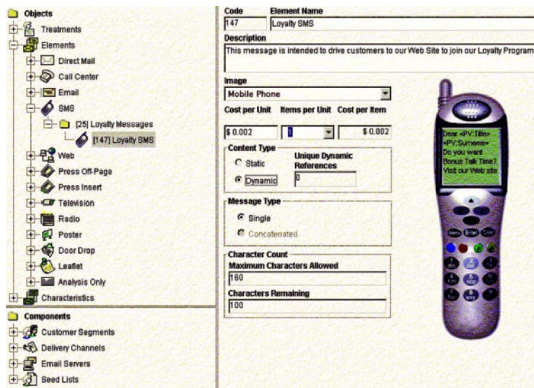 Objects
Treatments
Elements
Direct Mail
Call Center
Email
SMS
[25] Loyalty Messages
[147] Loyalty SMS
Web
Press Off-Page
Press Insert
Television
Radio
Poster
Door Drop
Leaflet
Analysis Only
Characteristics
Components
Customer Segments
Delivery Channels
Email Servers
Seed Lists
Code Element Name
147 Loyalty SMS
Description
This message is intended to drive customers to our Web Site to join our Loyalty Program
Image
Mobile Phone
Cost per Unit Items per Unit Cost per Item
$ 0.002 1 $ 0.002
Content Type
Static
Dynamic
Unique Dynamic
References
0
Message Type
Single
Concatenated
Character Count
Maximum Characters Allowed
160
Characters Remaining
100
Dear <PV:Title>
<PV:Surname>
Do you want
Bonus Talk Time?
Visit our Web site
Menu Enter Clear